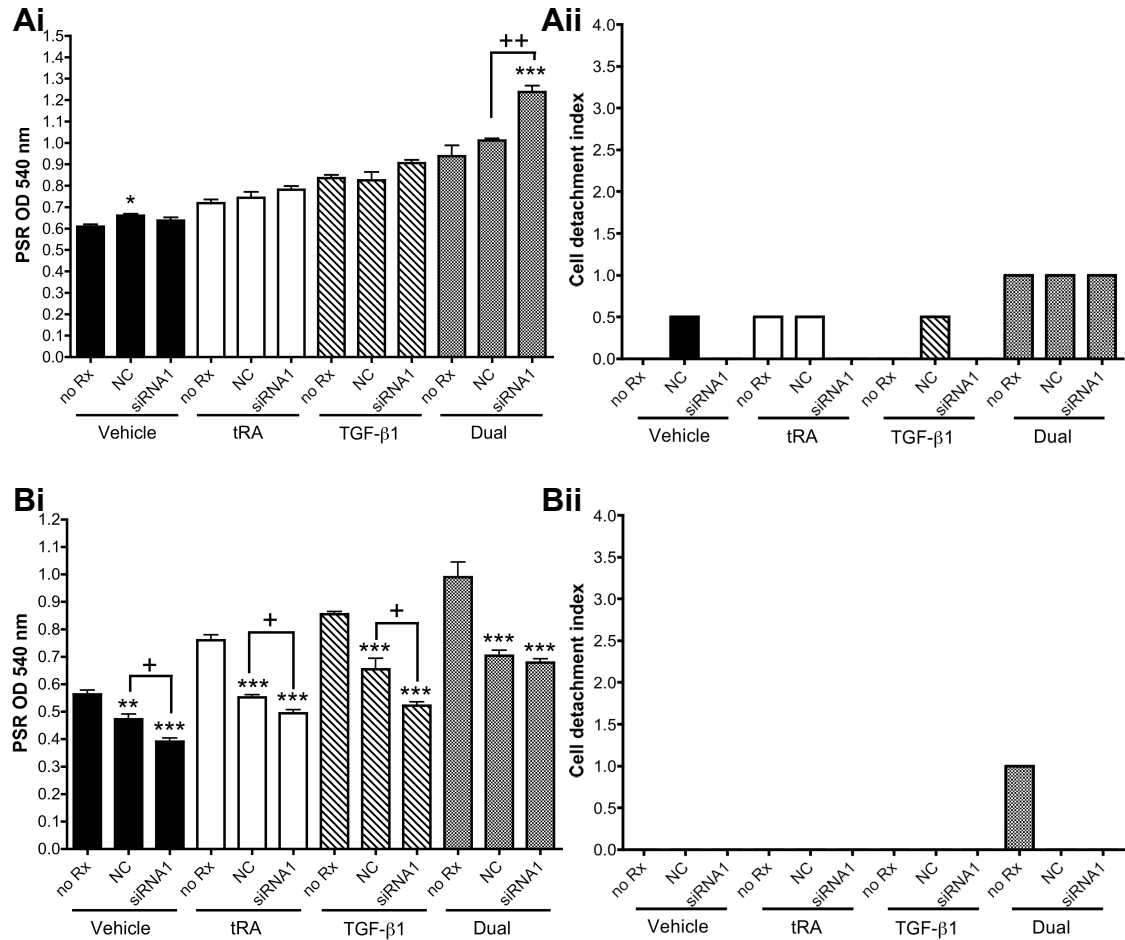 Ai
PSR OD 540 nm
1.5
1.4
1.3
1.2
1.1
1.0
0.9
0.8
0.7
0.6
0.5
0.4
0.3
0.2
0.1
0.0
*
++
***
no Rx NC siRNA1 no Rx NC siRNA1 no Rx NC siRNA1 no Rx NC siRNA1
Vehicle tRA TGF-β1 Dual
Aii
Cell detachment index
4.0
3.5
3.0
2.5
2.0
1.5
1.0
0.5
0.0
no Rx NC siRNA1 no Rx NC siRNA1 no Rx NC siRNA1 no Rx NC siRNA1
Vehicle tRA TGF-β1 Dual
Bi
PSR OD 540 nm
1.2
1.1
1.0
0.9
0.8
0.7
0.6
0.5
0.4
0.3
0.2
0.1
0.0
+ + +
** *** *** *** *** *** *** ***
no Rx NC siRNA1 no Rx NC siRNA1 no Rx NC siRNA1 no Rx NC siRNA1
Vehicle tRA TGF-β1 Dual
Bii
Cell detachment index
4.0
3.5
3.0
2.5
2.0
1.5
1.0
0.5
0.0
no Rx NC siRNA1 no Rx NC siRNA1 no Rx NC siRNA1 no Rx NC siRNA1
Vehicle tRA TGF-β1 Dual